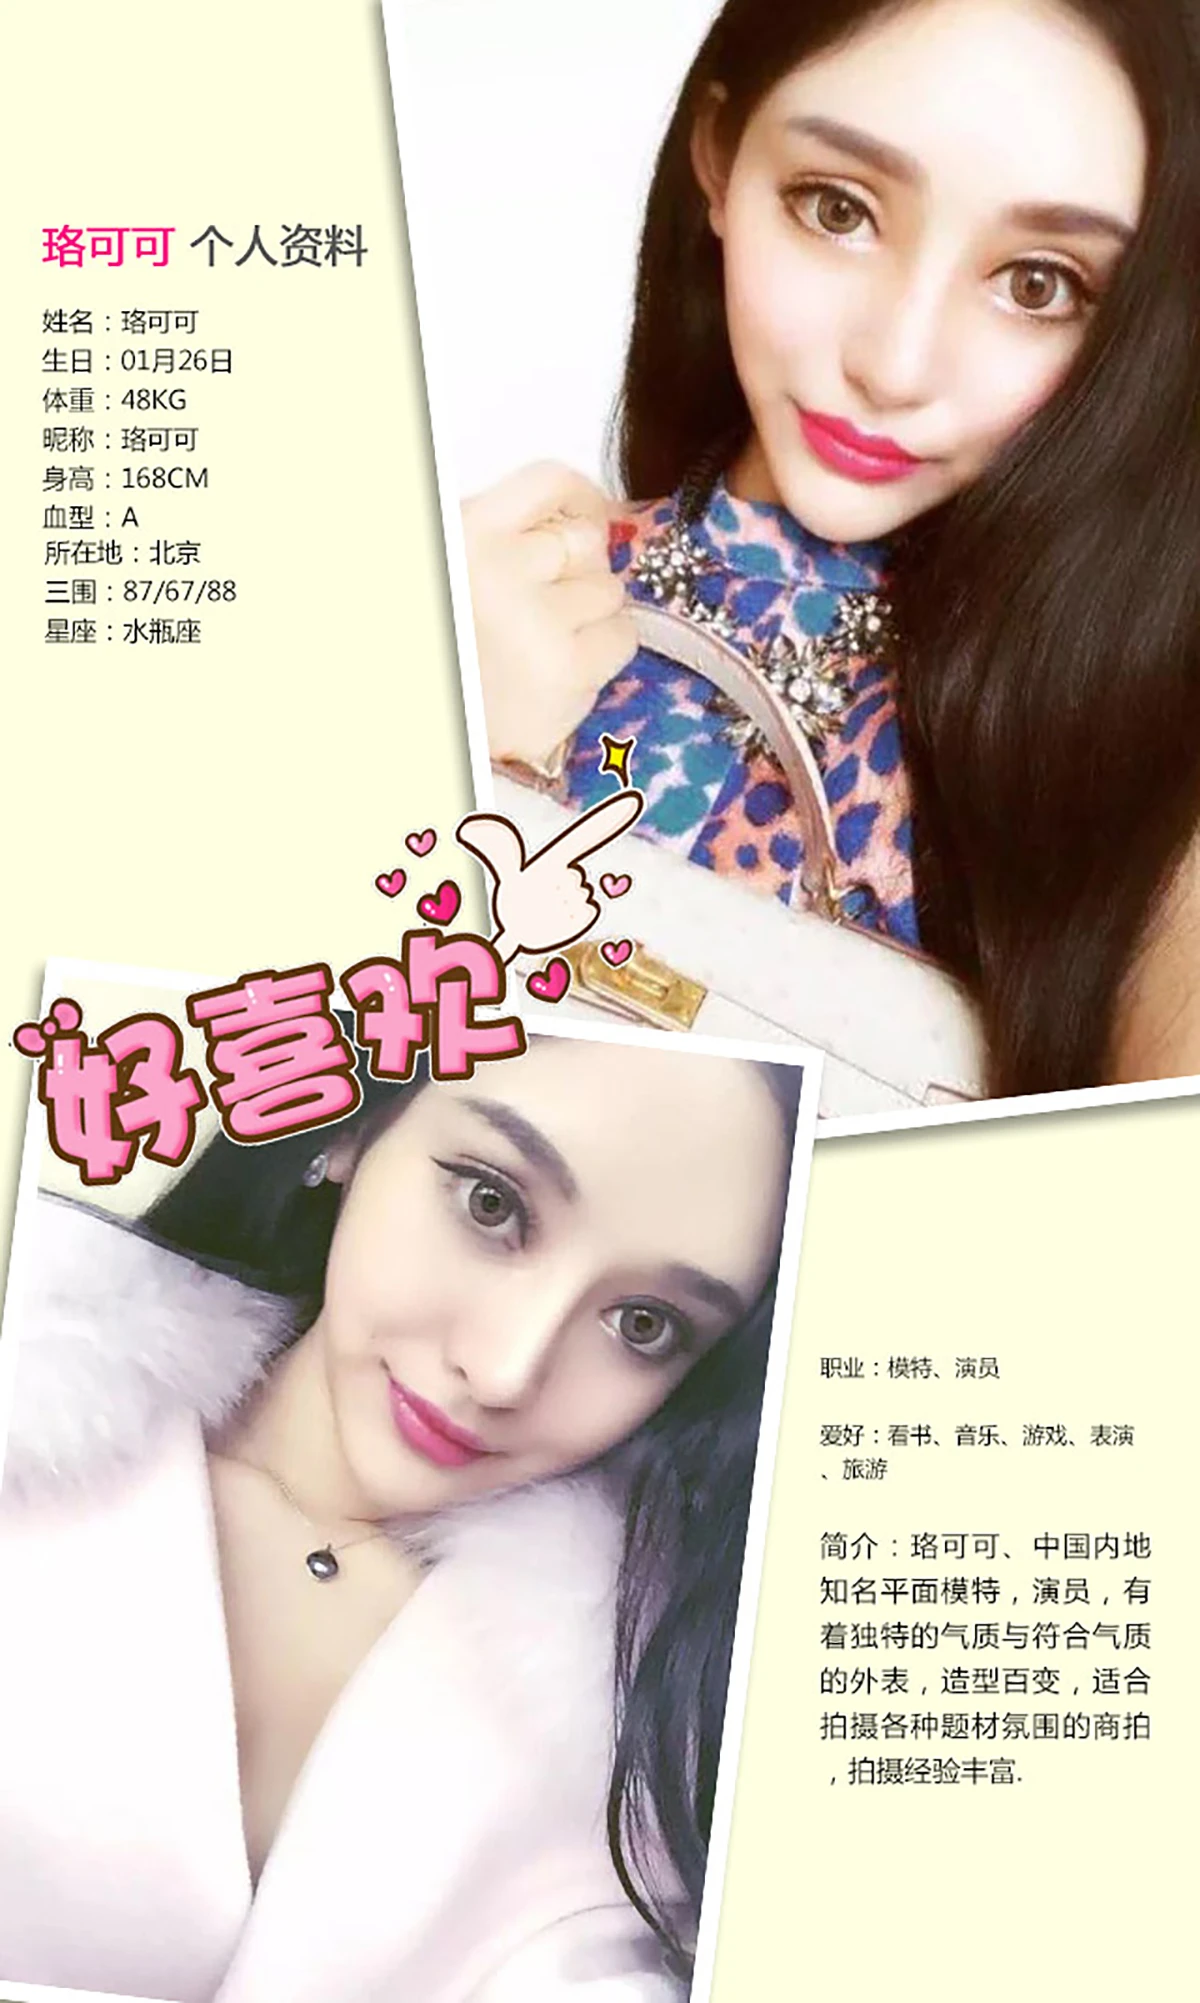 珞可可 个人资料
姓名：珞可可
生日：01月26日
体重：48KG
昵称：珞可可
身高：168CM
血型：A
所在地：北京
三围：87/67/88
星座：水瓶座
好喜欢
职业：模特、演员
爱好：看书、音乐、游戏、表演
、旅游
简介：珞可可、中国内地
知名平面模特，演员，有
着独特的气质与符合气质
的外表，造型百变，适合
拍摄各种题材氛围的商拍
，拍摄经验丰富.